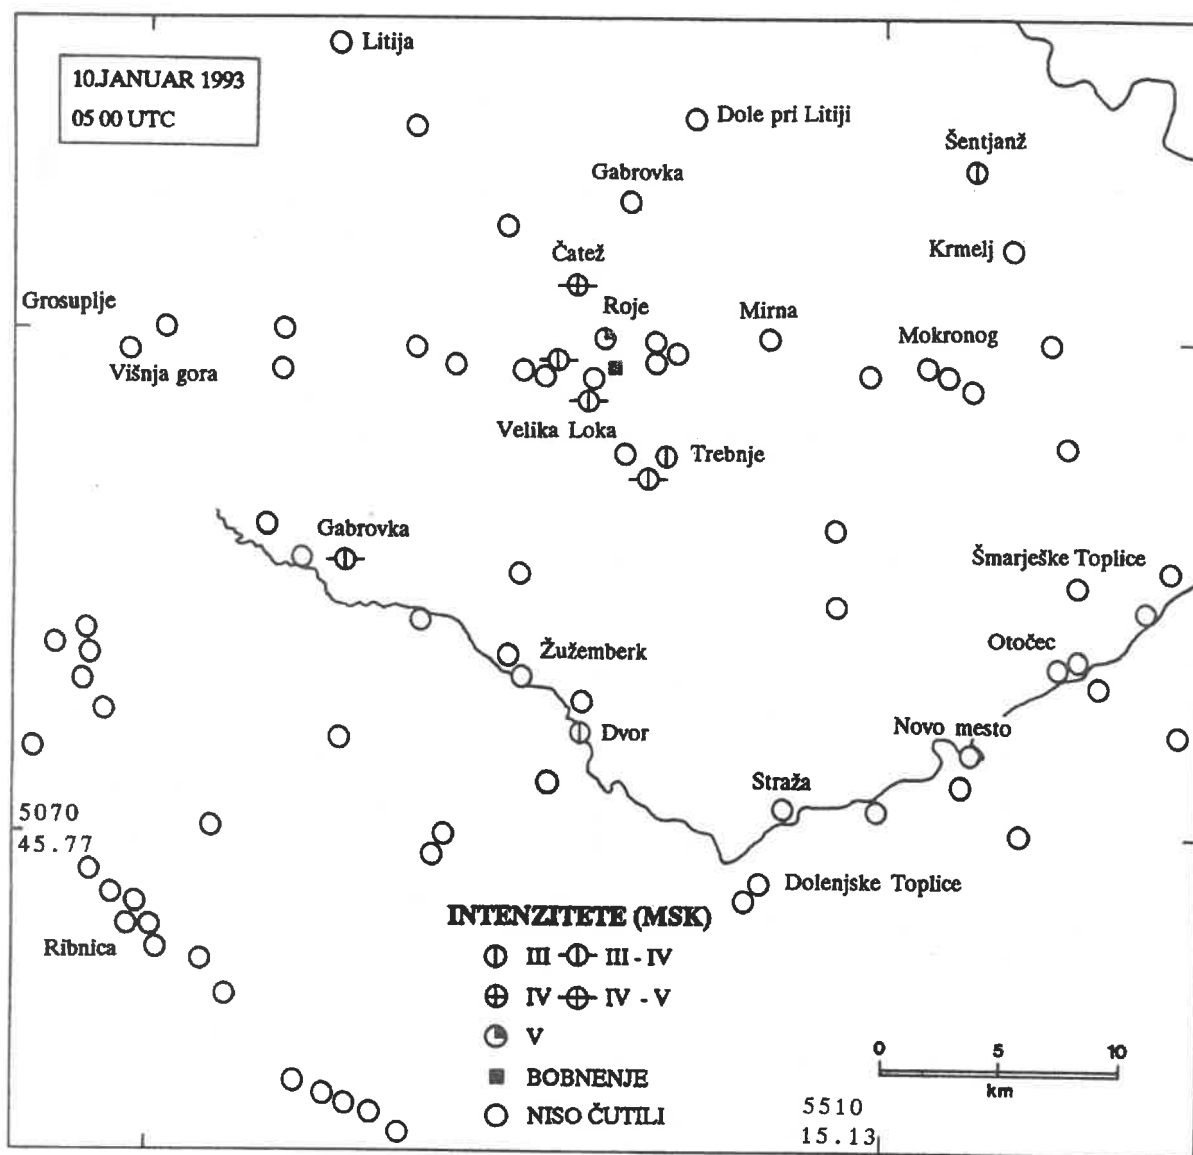 Litija
10.JANUAR 1993
05 00 UTC
Dole pri Litiji
Šentjanž
Gabrovka
Krmelj
Čatež
Grosuplje
Roje
Mirna
Mokronog
Višnja gora
Velika Loka
Trebnje
Gabrovka
Šmarješke Toplice
Otočec
Žužemberk
Dvor
Novo mesto
Straža
5070
45.77
Dolenjske Toplice
INTENZITETE (MSK)
Ribnica
III III - IV
IV IV - V
V
BOBNENJE
NISO ČUTILI
0 5 10
km
5510
15.13